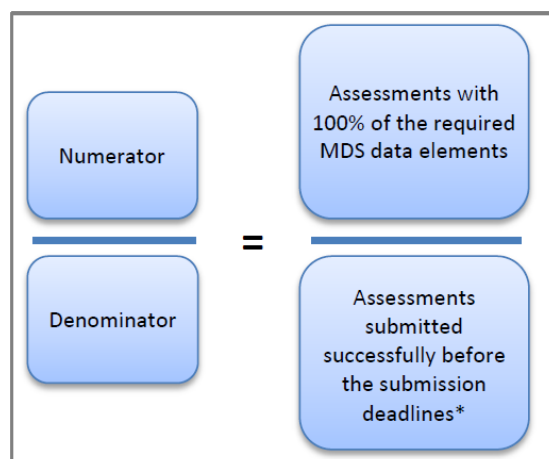 Numerator
Denominator
=
Assessments with
100% of the required
MDS data elements
Assessments
submitted
successfully before
the submission
deadlines*